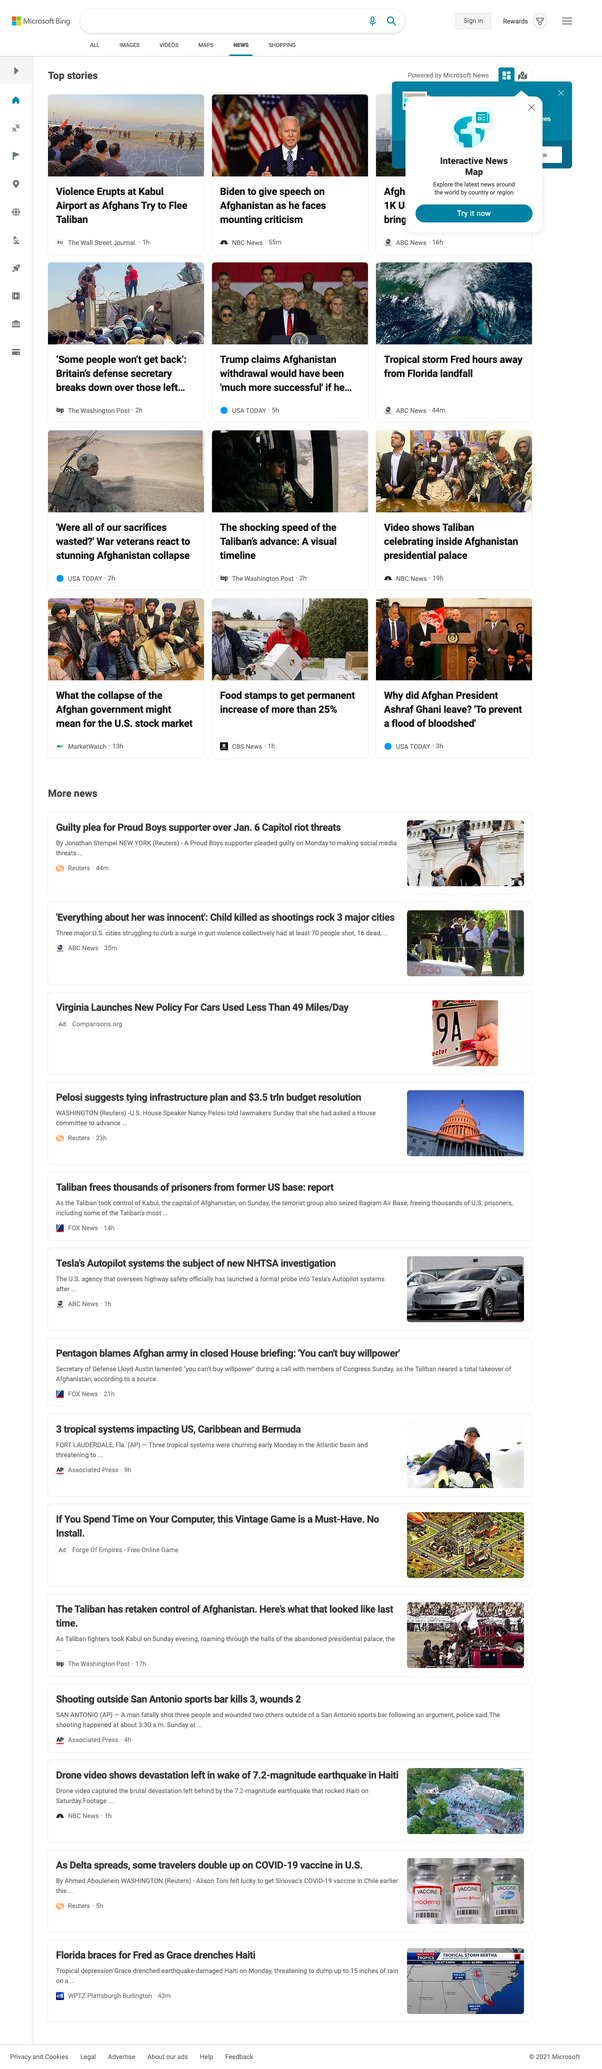 Microsoft Bing
Sign in
Rewards
ALL
IMAGES
VIDEOS
MAPS
NEWS
SHOPPING
Top stories
Powered by Microsoft News
Interactive News
Map
Explore the latest news around
the world by country or region
Try it now
Violence Erupts at Kabul
Airport as Afghans Try to Flee
Taliban
The Wall Street Journal. · 1h
Biden to give speech on
Afghanistan as he faces
mounting criticism
NBC News · 55m
Afgh
1K U
bring
ABC News · 16h
'Some people won't get back':
Britain's defense secretary
breaks down over those left...
The Washington Post · 2h
Trump claims Afghanistan
withdrawal would have been
'much more successful' if he...
USA TODAY · 5h
Tropical storm Fred hours away
from Florida landfall
ABC News · 44m
'Were all of our sacrifices
wasted?' War veterans react to
stunning Afghanistan collapse
USA TODAY · 2h
The shocking speed of the
Taliban's advance: A visual
timeline
The Washington Post · 2h
Video shows Taliban
celebrating inside Afghanistan
presidential palace
NBC News · 19h
What the collapse of the
Afghan government might
mean for the U.S. stock market
MarketWatch · 13h
Food stamps to get permanent
increase of more than 25%
CBS News · 1h
Why did Afghan President
Ashraf Ghani leave? 'To prevent
a flood of bloodshed'
USA TODAY · 3h
More news
Guilty plea for Proud Boys supporter over Jan. 6 Capitol riot threats
By Jonathan Stempel NEW YORK (Reuters) - A Proud Boys supporter pleaded guilty on Monday to making social media
threats ...
Reuters · 44m
'Everything about her was innocent': Child killed as shootings rock 3 major cities
Three major U.S. cities struggling to curb a surge in gun violence collectively had at least 70 people shot, 16 dead, ...
ABC News · 35m
7630
Virginia Launches New Policy For Cars Used Less Than 49 Miles/Day
Ad Comparisons.org
9A
ector
Pelosi suggests tying infrastructure plan and $3.5 trln budget resolution
WASHINGTON (Reuters) -U.S. House Speaker Nancy Pelosi told lawmakers Sunday that she had asked a House
committee to advance ...
Reuters · 23h
Taliban frees thousands of prisoners from former US base: report
As the Taliban took control of Kabul, the capital of Afghanistan, on Sunday, the terrorist group also seized Bagram Air Base, freeing thousands of U.S. prisoners,
including some of the Taliban's most ...
FOX News · 14h
Tesla's Autopilot systems the subject of new NHTSA investigation
The U.S. agency that oversees highway safety officially has launched a formal probe into Tesla's Autopilot systems
after ...
ABC News · 1h
Pentagon blames Afghan army in closed House briefing: 'You can't buy willpower'
Secretary of Defense Lloyd Austin lamented "you can't buy willpower" during a call with members of Congress Sunday, as the Taliban neared a total takeover of
Afghanistan, according to a source.
FOX News · 21h
3 tropical systems impacting US, Caribbean and Bermuda
FORT LAUDERDALE, Fla. (AP) — Three tropical systems were churning early Monday in the Atlantic basin and
threatening to ...
AP Associated Press · 9h
If You Spend Time on Your Computer, this Vintage Game is a Must-Have. No
Install.
Ad Forge Of Empires - Free Online Game
The Taliban has retaken control of Afghanistan. Here's what that looked like last
time.
As Taliban fighters took Kabul on Sunday evening, roaming through the halls of the abandoned presidential palace, the
...
The Washington Post · 17h
Shooting outside San Antonio sports bar kills 3, wounds 2
SAN ANTONIO (AP) — A man fatally shot three people and wounded two others outside of a San Antonio sports bar following an argument, police said.The
shooting happened at about 3:30 a.m. Sunday at ...
AP Associated Press · 4h
Drone video shows devastation left in wake of 7.2-magnitude earthquake in Haiti
Drone video captured the brutal devastation left behind by the 7.2-magnitude earthquake that rocked Haiti on
Saturday.Footage ...
NBC News · 1h
As Delta spreads, some travelers double up on COVID-19 vaccine in U.S.
By Ahmed Aboulenein WASHINGTON (Reuters) - Alison Toni felt lucky to get Sinovac's COVID-19 vaccine in Chile earlier
this ...
Reuters · 5h
VACCINE
VACCINE
VACCINE
moderna
Florida braces for Fred as Grace drenches Haiti
Tropical depression Grace drenched earthquake-damaged Haiti on Monday, threatening to dump up to 15 inches of rain
on a ...
WPTZ Plattsburgh-Burlington · 43m
TROPICS
TROPICAL STORM BERTHA
Privacy and Cookies
Legal
Advertise
About our ads
Help
Feedback
© 2021 Microsoft